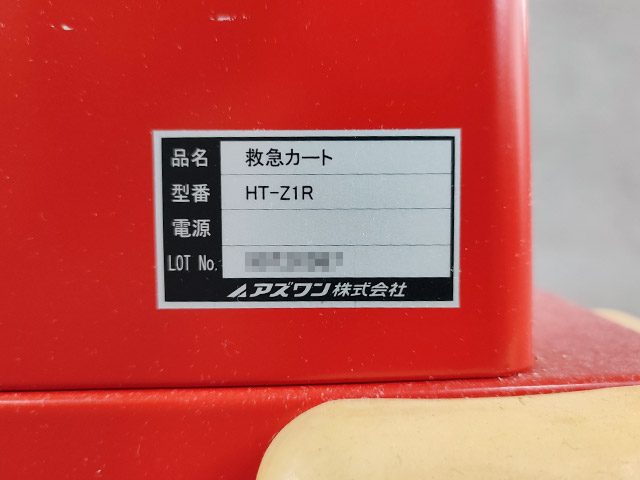 品名 救急カート
型番 HT-Z1R
電源
LOT No.
アズワン株式会社